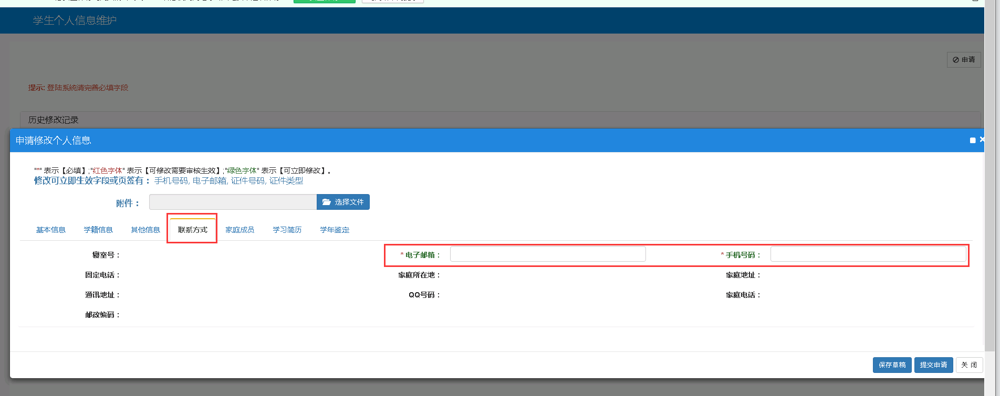 学生个人信息维护
申请
提示: 登陆系统请完善必填字段
历史修改记录
申请修改个人信息
"*" 表示【必填】;"红色字体" 表示【可修改需要审核生效】;"绿色字体" 表示【可立即修改】。
修改可立即生效字段或页签有： 手机号码, 电子邮箱, 证件号码, 证件类型
附件： 选择文件
基本信息 学籍信息 其他信息 联系方式 家庭成员 学习简历 学年鉴定
寝室号： * 电子邮箱： * 手机号码：
固定电话： 家庭所在地： 家庭地址：
通讯地址： QQ号码： 家庭电话：
邮政编码：
保存草稿 提交申请 关 闭